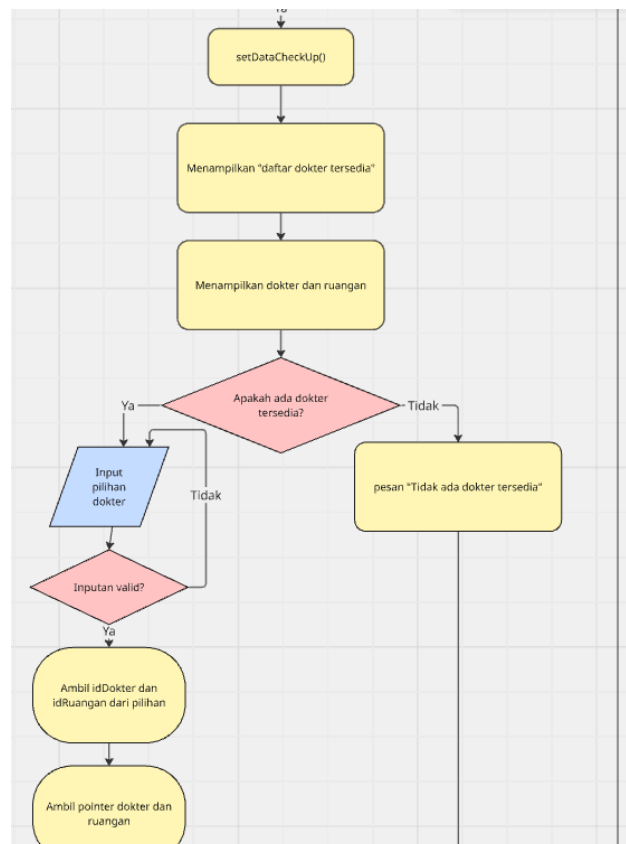 Ya
setDataCheckUp()
Menampilkan "daftar dokter tersedia"
Menampilkan dokter dan ruangan
Apakah ada dokter
tersedia?
Ya
Tidak
Input
pilihan
dokter
Tidak
pesan "Tidak ada dokter tersedia"
Inputan valid?
Ya
Ambil idDokter dan
idRuangan dari pilihan
Ambil pointer dokter dan
ruangan